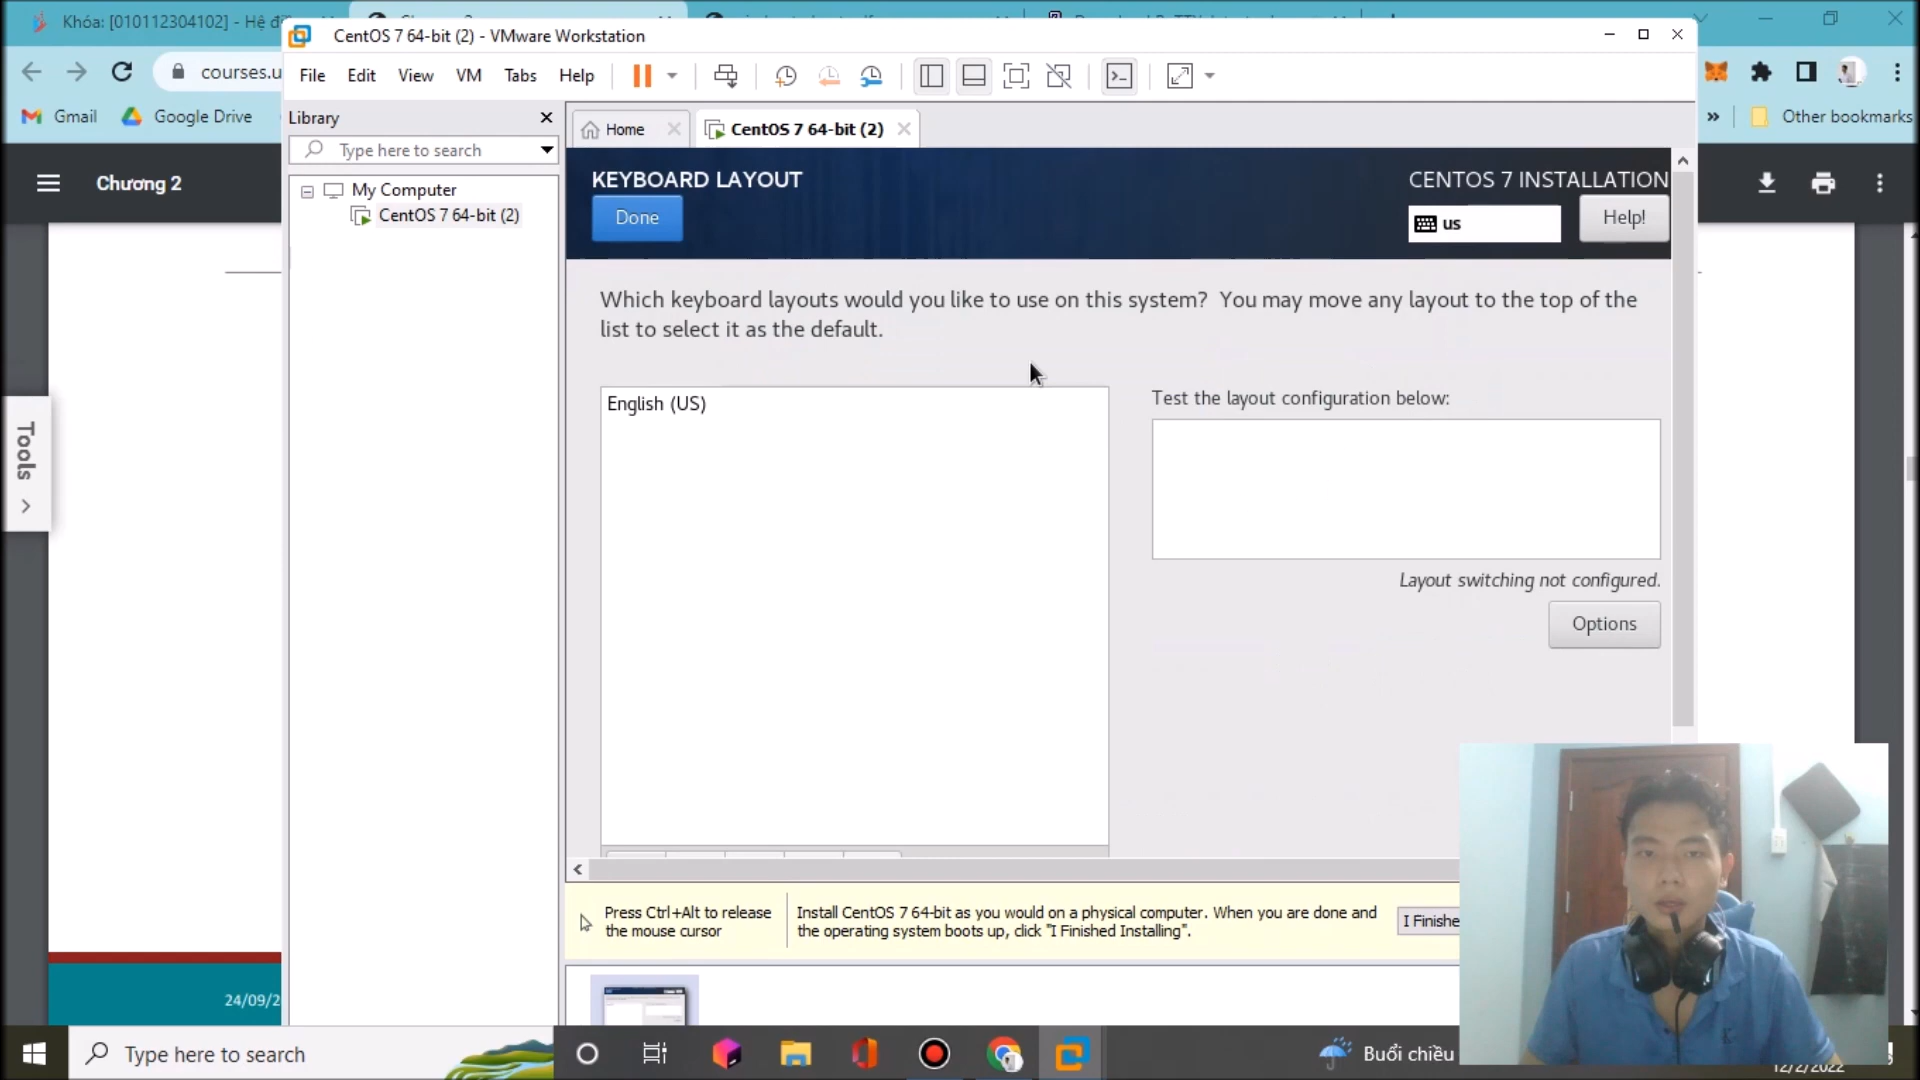 Khóa: [010112304102] - Hệ đi
CentOS 7 64-bit (2) - VMware Workstation
courses.u
File Edit View VM Tabs Help
Gmail
Google Drive
Other bookmarks
Library
Home
CentOS 7 64-bit (2)
Type here to search
Chương 2
My Computer
CentOS 7 64-bit (2)
KEYBOARD LAYOUT
CENTOS 7 INSTALLATION
Done
us
Help!
Which keyboard layouts would you like to use on this system? You may move any layout to the top of the
list to select it as the default.
English (US)
Test the layout configuration below:
Tools
Layout switching not configured.
Options
Press Ctrl+Alt to release
the mouse cursor
Install CentOS 7 64-bit as you would on a physical computer. When you are done and
the operating system boots up, click "I Finished Installing".
I Finishe
24/09/2
Type here to search
Buổi chiều
12/2/2022